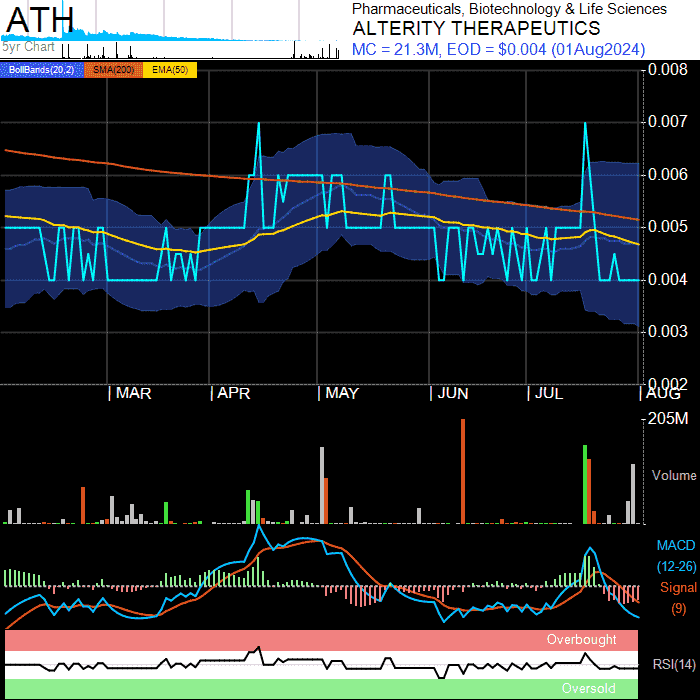 ATH
Pharmaceuticals, Biotechnology & Life Sciences
ALTERITY THERAPEUTICS
5yr Chart
MC = 21.3M, EOD = $0.004 (01Aug2024)
BollBands(20,2) SMA(200) EMA(50)
0.008
0.007
0.006
0.005
0.004
0.003
0.002
MAR APR MAY JUN JUL AUG
205M
Volume
MACD
(12-26)
Signal
(9)
Overbought
RSI(14)
Oversold